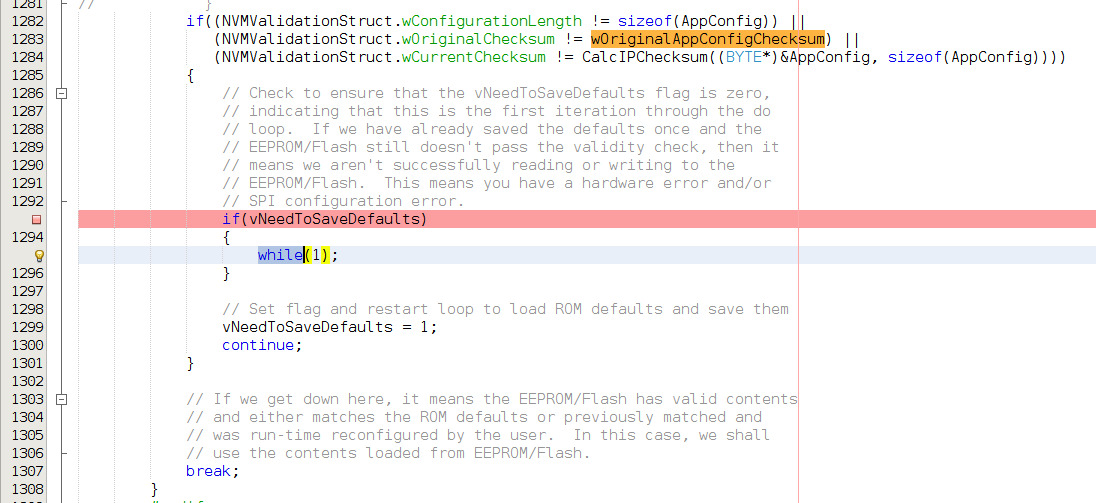 1281 // }
1282 if((NVMValidationStruct.wConfigurationLength != sizeof(AppConfig)) ||
1283 (NVMValidationStruct.wOriginalChecksum != wOriginalAppConfigChecksum) ||
1284 (NVMValidationStruct.wCurrentChecksum != CalcIPChecksum((BYTE*)&AppConfig, sizeof(AppConfig))))
1285 {
1286 // Check to ensure that the vNeedToSaveDefaults flag is zero,
1287 // indicating that this is the first iteration through the do
1288 // loop. If we have already saved the defaults once and the
1289 // EEPROM/Flash still doesn't pass the validity check, then it
1290 // means we aren't successfully reading or writing to the
1291 // EEPROM/Flash. This means you have a hardware error and/or
1292 // SPI configuration error.
if(vNeedToSaveDefaults)
1294 {
while(1);
1296 }
1297
1298 // Set flag and restart loop to load ROM defaults and save them
1299 vNeedToSaveDefaults = 1;
1300 continue;
1301 }
1302
1303 // If we get down here, it means the EEPROM/Flash has valid contents
1304 // and either matches the ROM defaults or previously matched and
1305 // was run-time reconfigured by the user. In this case, we shall
1306 // use the contents loaded from EEPROM/Flash.
1307 break;
1308 }